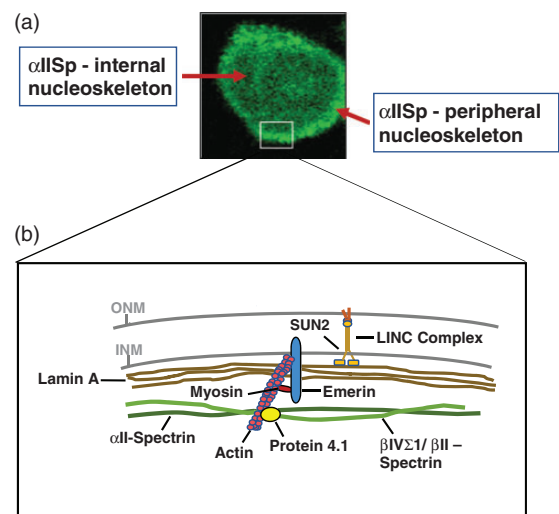 (a)
αIISp - internal
nucleoskeleton
αIISp - peripheral
nucleoskeleton
(b)
ONM
SUN2
LINC Complex
INM
Lamin A
Myosin
Emerin
αII-Spectrin
Actin
Protein 4.1
βIVΣ1/ βII –
Spectrin